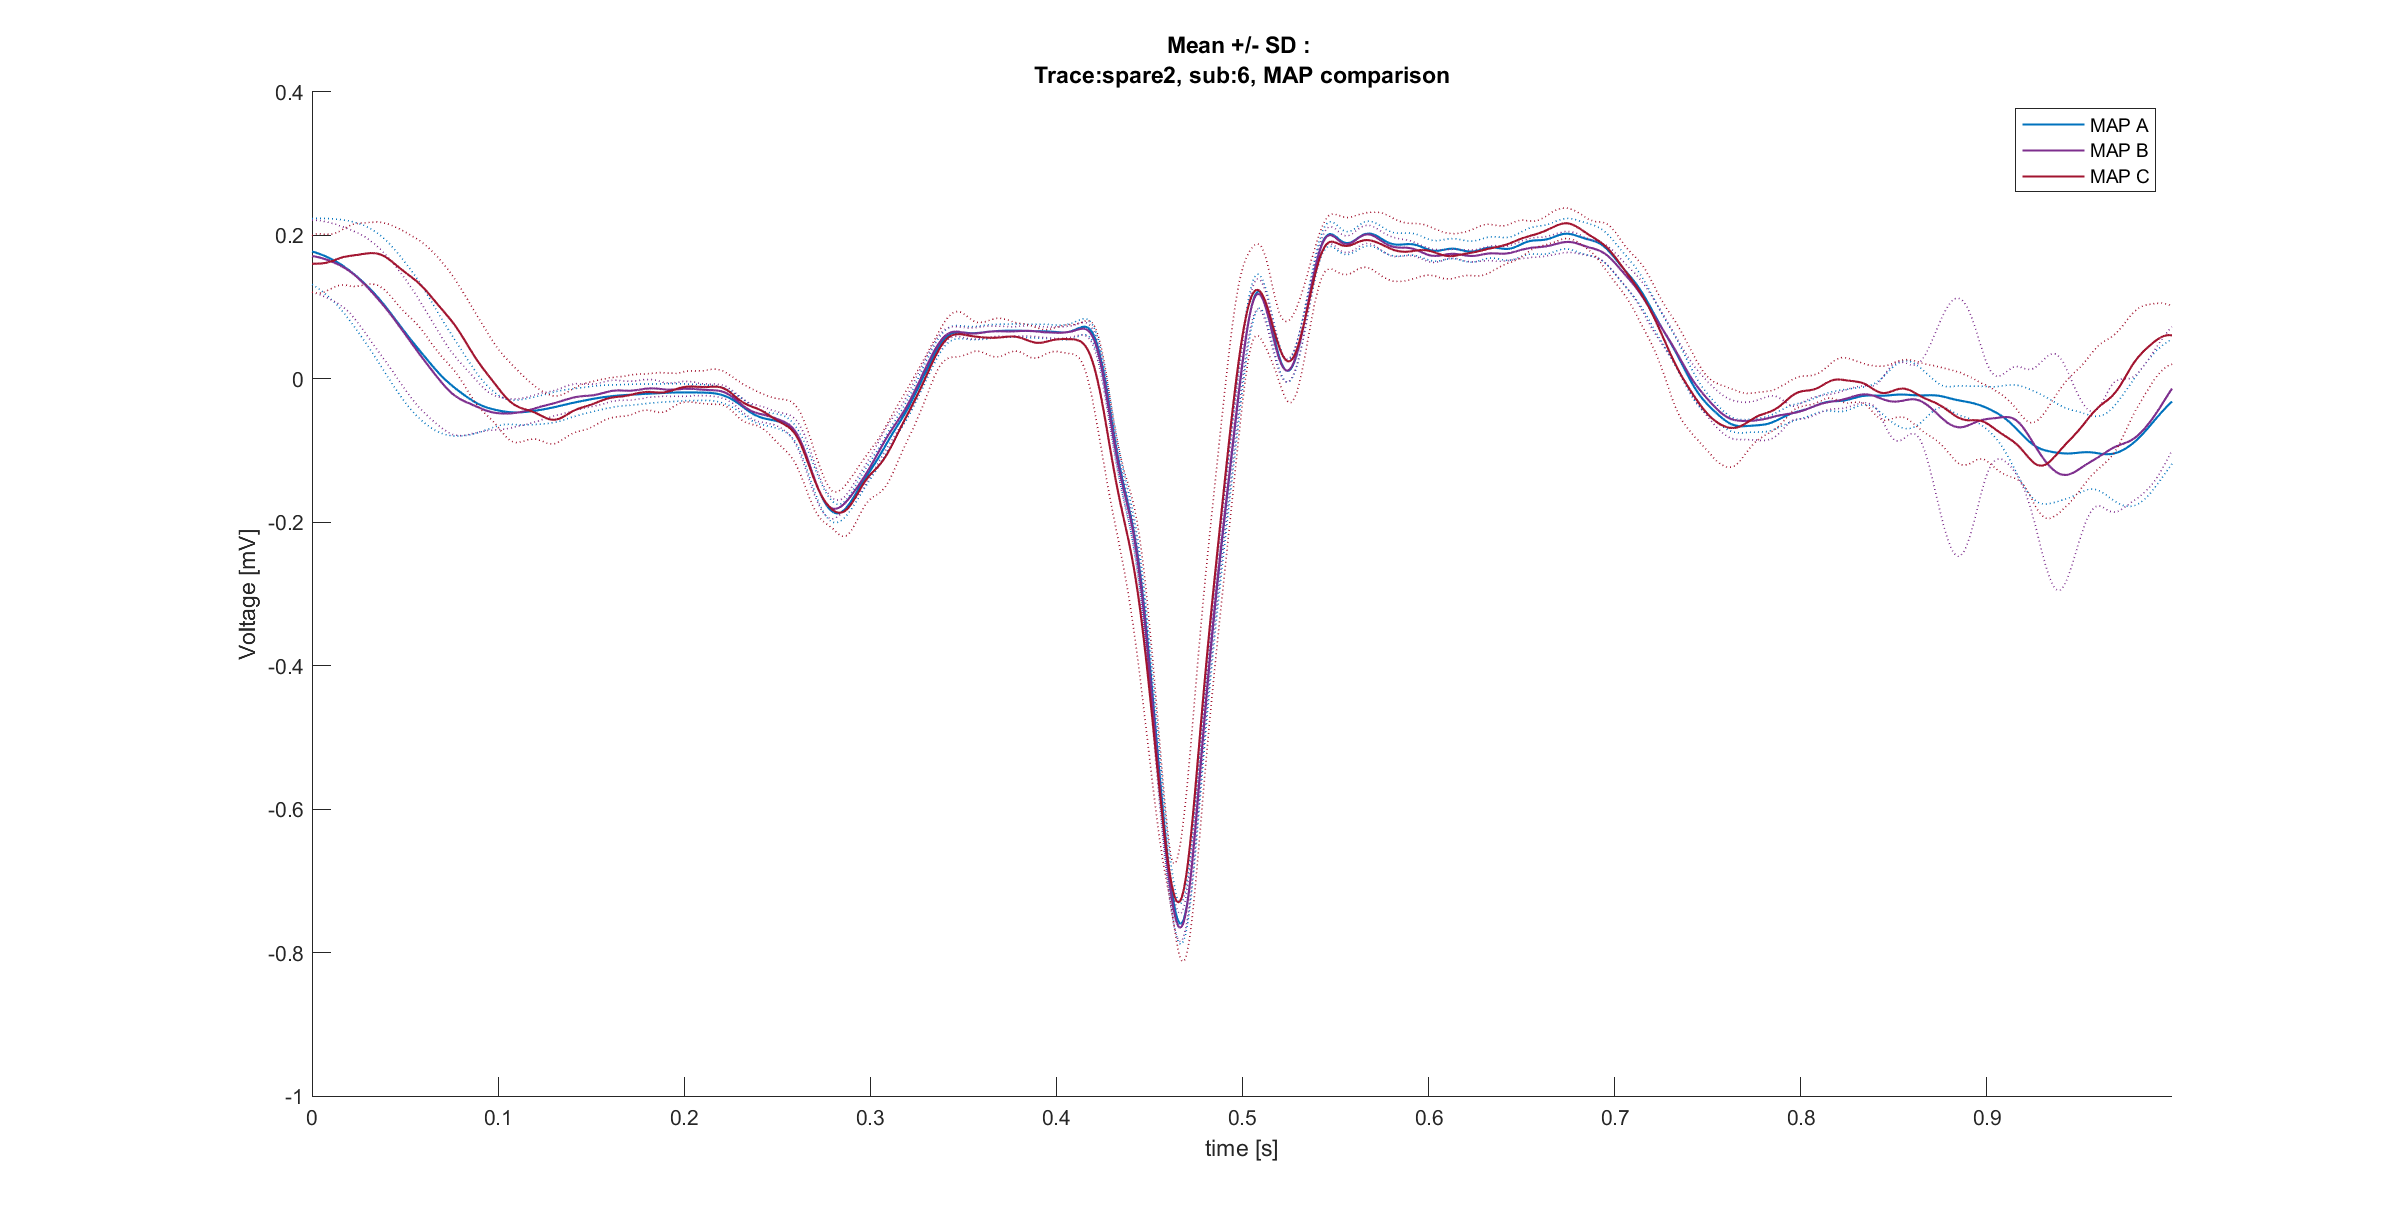 Mean +/- SD :
Trace:spare2, sub:6, MAP comparison
MAP A
MAP B
MAP C
Voltage [mV]
0.4
0.2
0
-0.2
-0.4
-0.6
-0.8
-1
0 0.1 0.2 0.3 0.4 0.5 0.6 0.7 0.8 0.9
time [s]